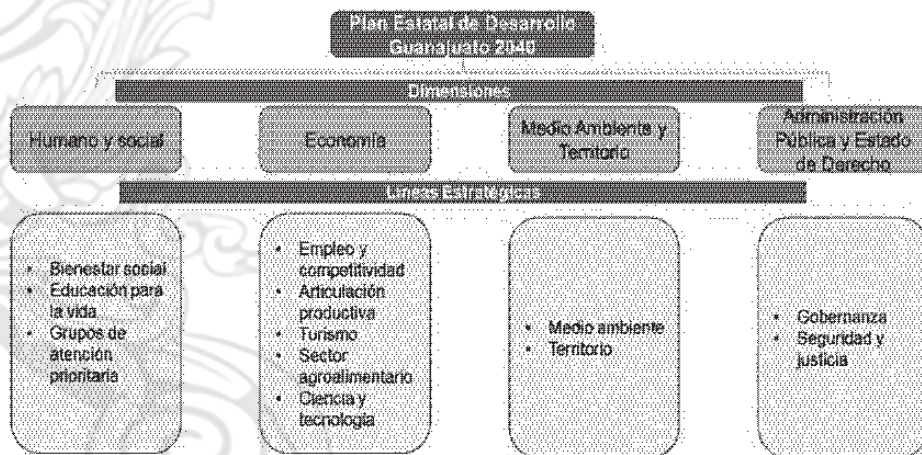 Plan Estatal de Desarrollo
Guanajuato 2040
Dimensiones
Humano y social
Economía
Medio Ambiente y
Territorio
Administración
Pública y Estado
de Derecho
Líneas Estratégicas
• Bienestar social
• Educación para
la vida
• Grupos de
atención
prioritaria
• Empleo y
competitividad
• Articulación
productiva
• Turismo
• Sector
agroalimentario
• Ciencia y
tecnología
• Medio ambiente
• Territorio
• Gobernanza
• Seguridad y
justicia